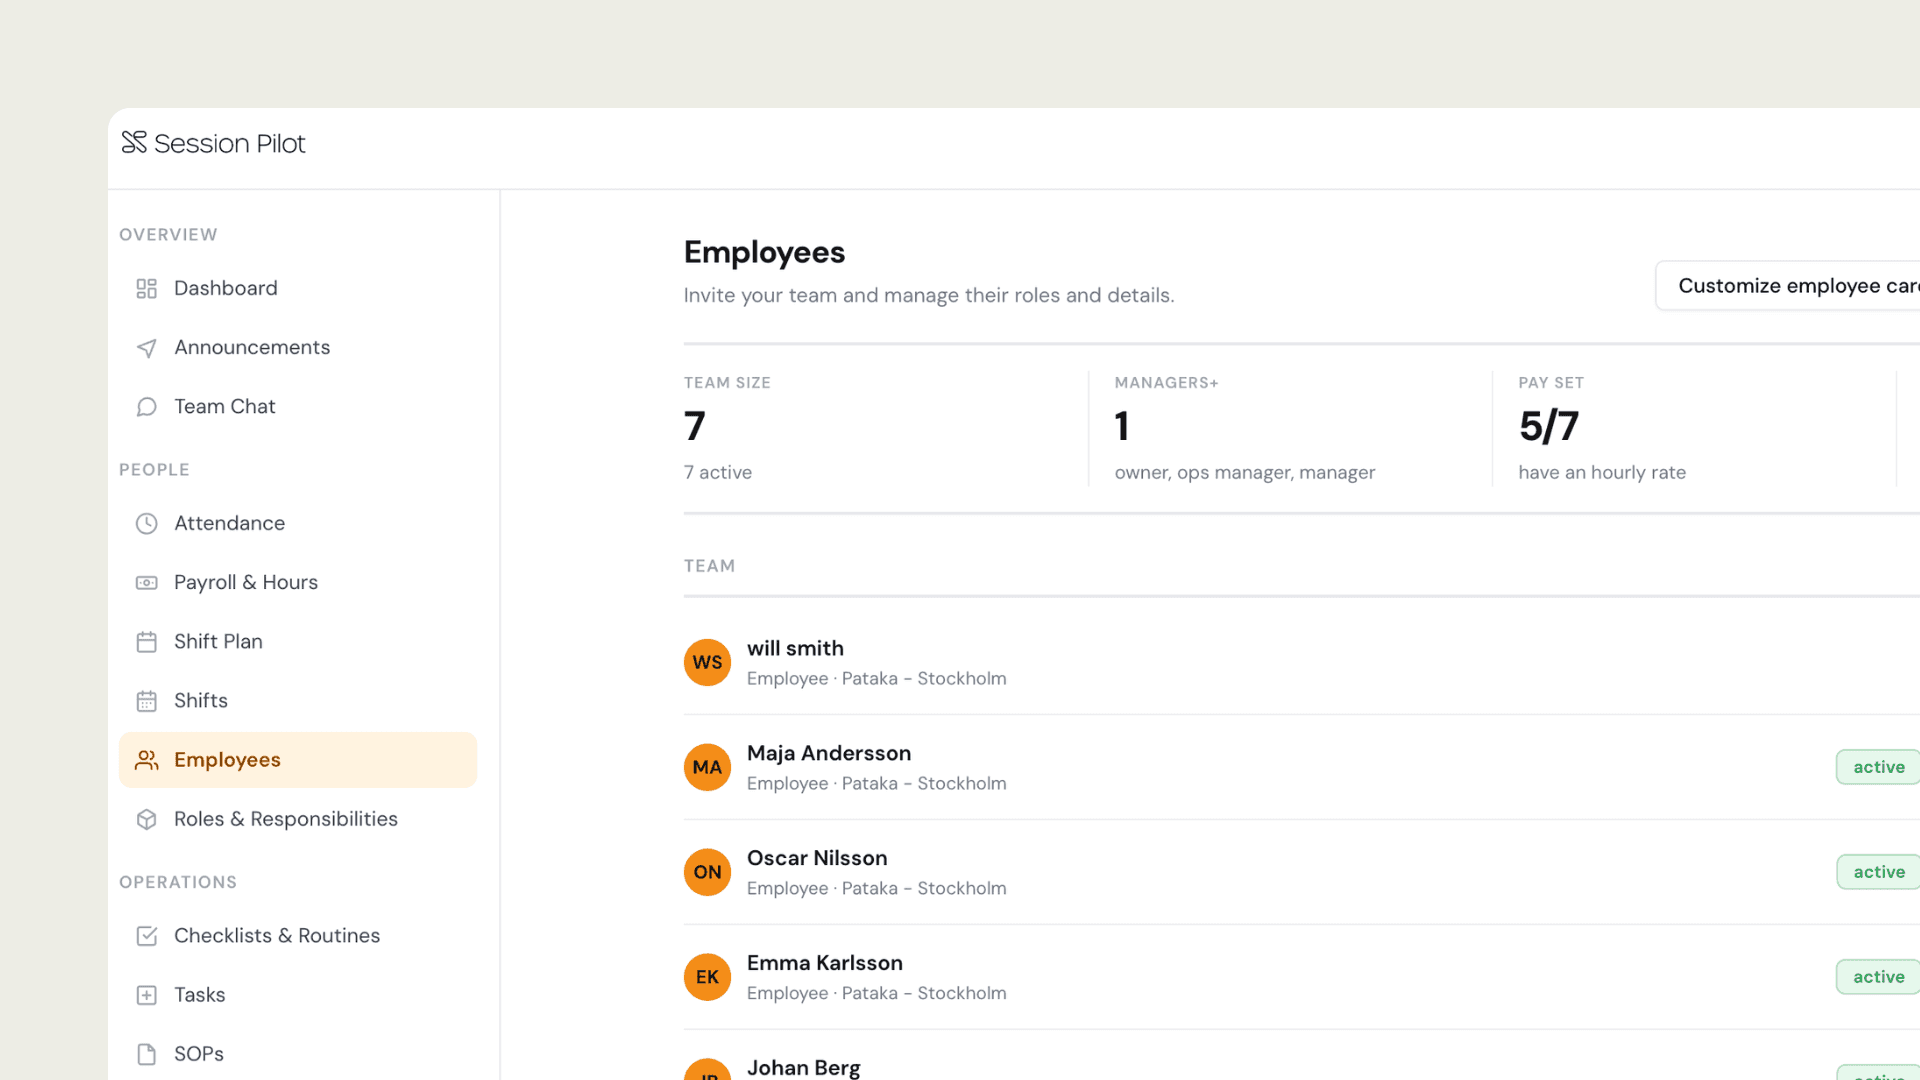 Session Pilot
OVERVIEW
Dashboard
Announcements
Team Chat
PEOPLE
Attendance
Payroll & Hours
Shift Plan
Shifts
Employees
Roles & Responsibilities
OPERATIONS
Checklists & Routines
Tasks
SOPs
Employees
Invite your team and manage their roles and details.
Customize employee car
TEAM SIZE
7
7 active
MANAGERS+
1
owner, ops manager, manager
PAY SET
5/7
have an hourly rate
TEAM
WS
will smith
Employee · Pataka - Stockholm
MA
Maja Andersson
Employee · Pataka - Stockholm
active
ON
Oscar Nilsson
Employee · Pataka - Stockholm
active
EK
Emma Karlsson
Employee · Pataka - Stockholm
active
Johan Berg